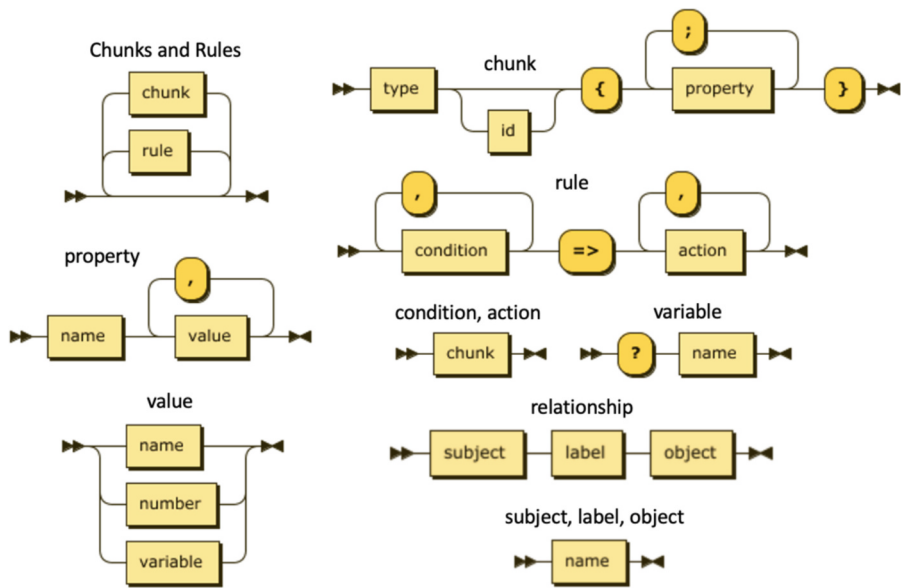 Chunks and Rules
chunk
rule
property
,
name value
value
name
number
variable
chunk
;
type { property }
id
rule
, ,
condition => action
condition, action
chunk
variable
? name
relationship
subject label object
subject, label, object
name